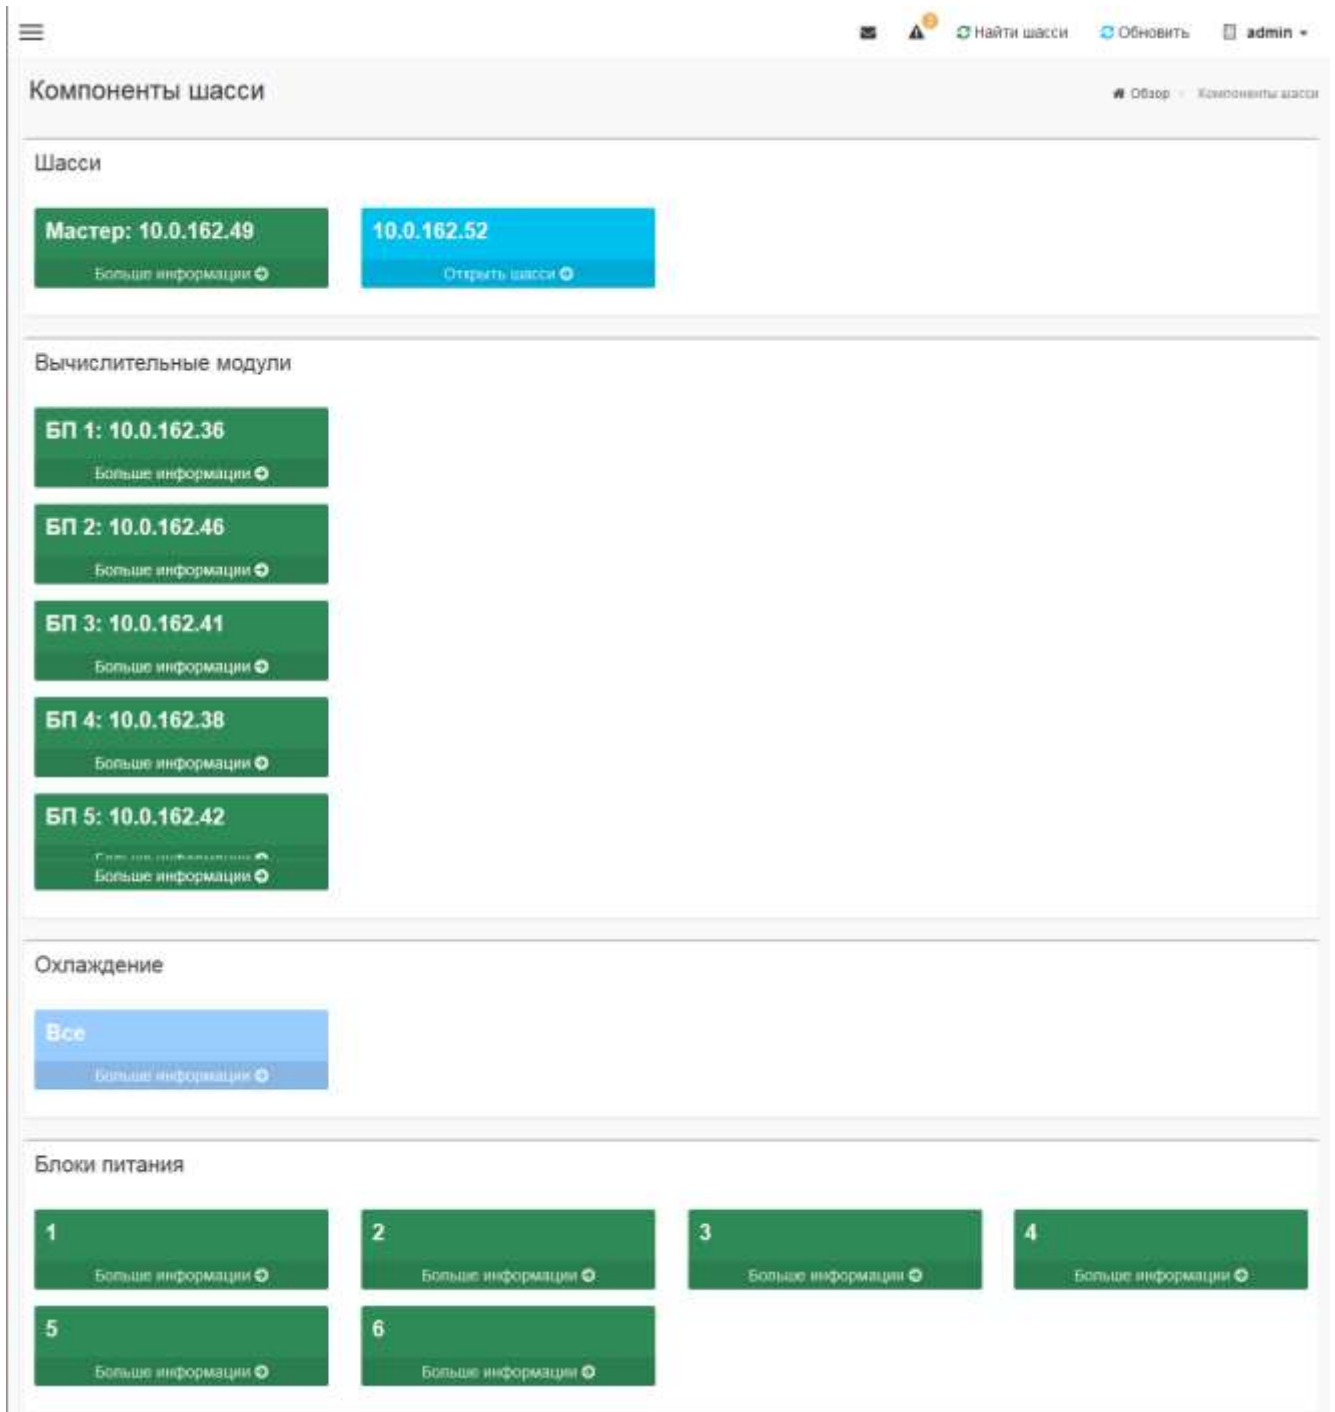 Найти шасси Обновить admin
Компоненты шасси
Обзор Компоненты шасси
Шасси
Мастер: 10.0.162.49
Больше информации
10.0.162.52
Открыть шасси
Вычислительные модули
БП 1: 10.0.162.36
Больше информации
БП 2: 10.0.162.46
Больше информации
БП 3: 10.0.162.41
Больше информации
БП 4: 10.0.162.38
Больше информации
БП 5: 10.0.162.42
Больше информации
Охлаждение
Все
Больше информации
Блоки питания
1
Больше информации
2
Больше информации
3
Больше информации
4
Больше информации
5
Больше информации
6
Больше информации